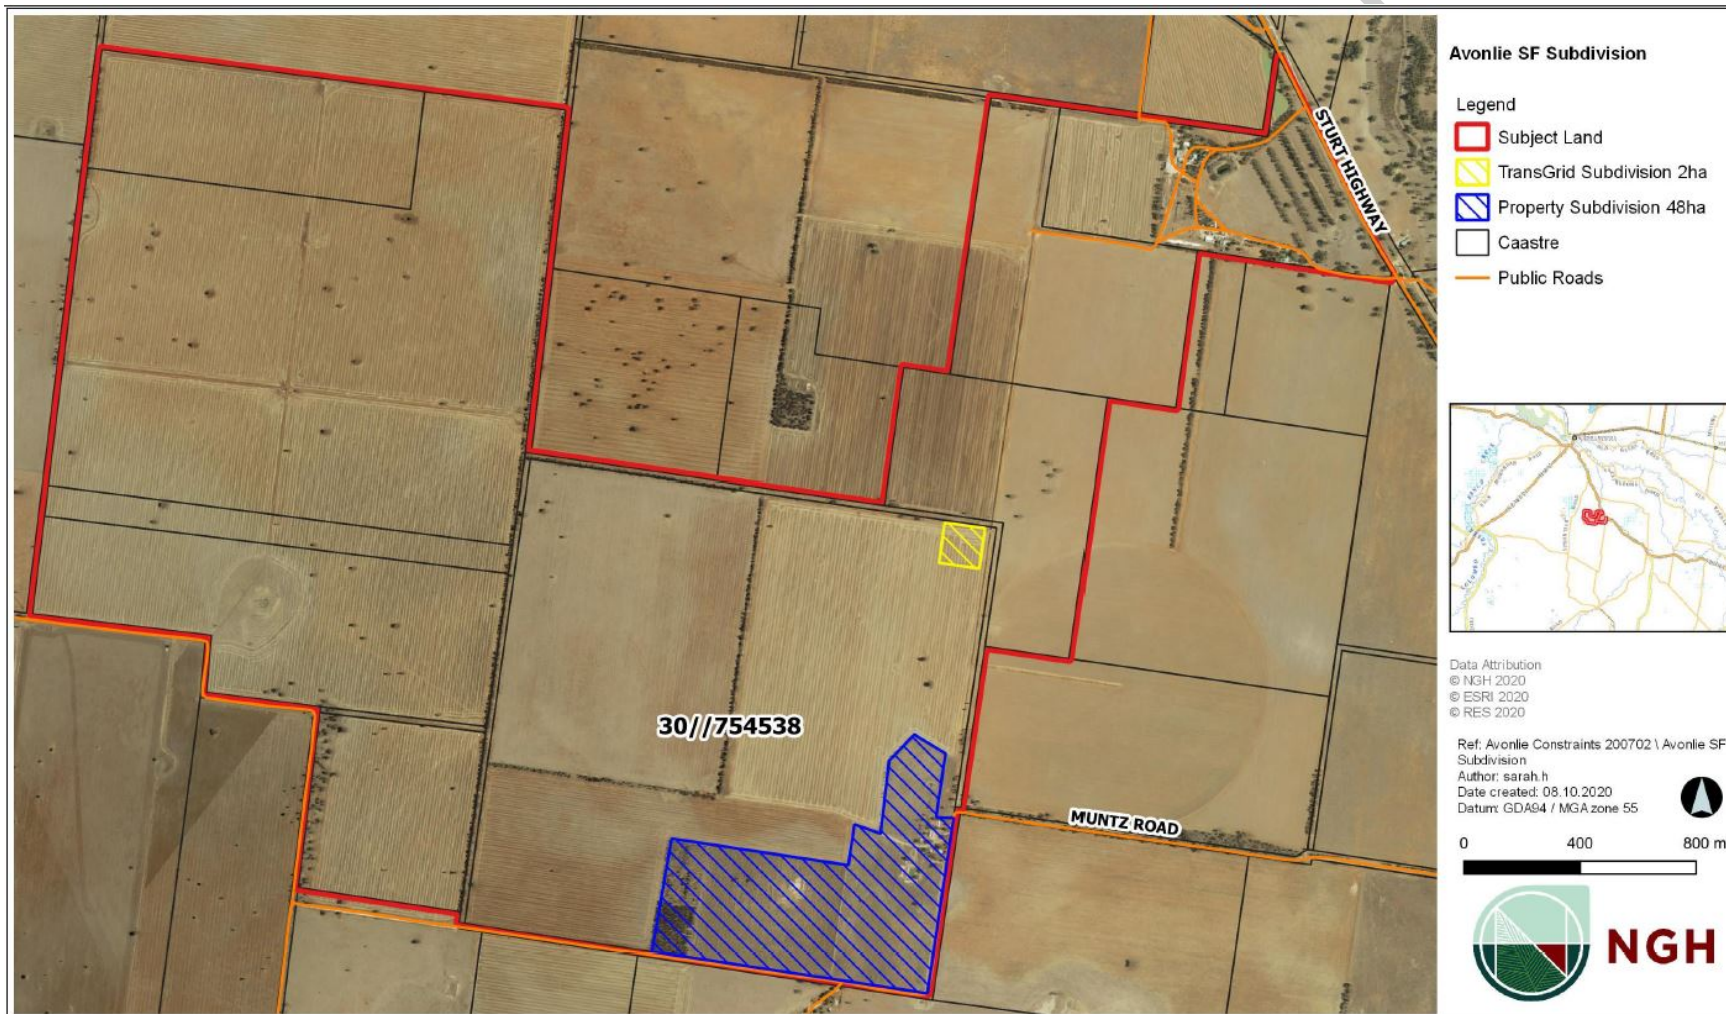 Avonlie SF Subdivision
Legend
Subject Land
TransGrid Subdivision 2ha
Property Subdivision 48ha
Caastre
Public Roads
STURT HIGHWAY
30//754538
MUNTZ ROAD
Data Attribution
© NGH 2020
© ESRI 2020
© RES 2020
Ref: Avonlie Constraints 200702 \ Avonlie SF
Subdivision
Author: sarah.h
Date created: 08.10.2020
Datum: GDA94 / MGA zone 55
0 400 800 m
NGH